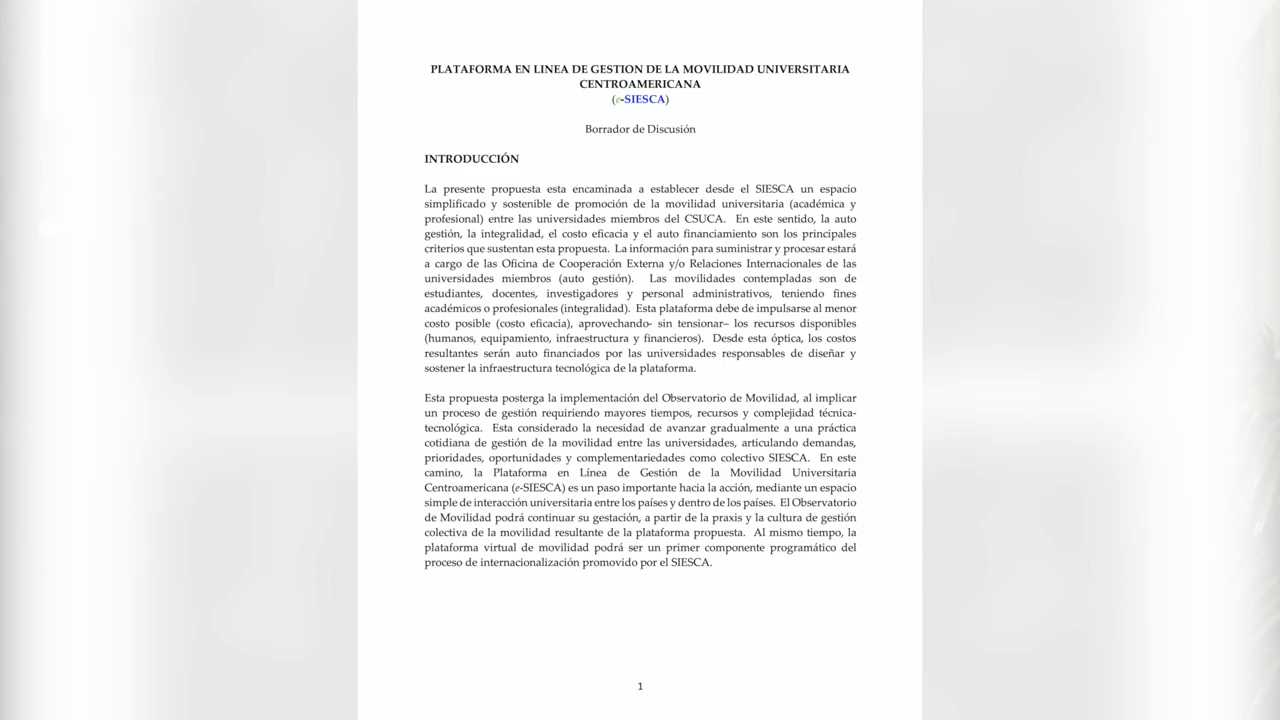 PLATAFORMA EN LINEA DE GESTION DE LA MOVILIDAD UNIVERSITARIA
CENTROAMERICANA
(e-SIESCA)
Borrador de Discusión
INTRODUCCIÓN
La presente propuesta esta encaminada a establecer desde el SIESCA un espacio
simplificado y sostenible de promoción de la movilidad universitaria (académica y
profesional) entre las universidades miembros del CSUCA. En este sentido, la auto
gestión, la integralidad, el costo eficacia y el auto financiamiento son los principales
criterios que sustentan esta propuesta. La información para suministrar y procesar estará
a cargo de las Oficina de Cooperación Externa y/o Relaciones Internacionales de las
universidades miembros (auto gestión). Las movilidades contempladas son de
estudiantes, docentes, investigadores y personal administrativos, teniendo fines
académicos o profesionales (integralidad). Esta plataforma debe de impulsarse al menor
costo posible (costo eficacia), aprovechando- sin tensionar– los recursos disponibles
(humanos, equipamiento, infraestructura y financieros). Desde esta óptica, los costos
resultantes serán auto financiados por las universidades responsables de diseñar y
sostener la infraestructura tecnológica de la plataforma.
Esta propuesta posterga la implementación del Observatorio de Movilidad, al implicar
un proceso de gestión requiriendo mayores tiempos, recursos y complejidad técnica-
tecnológica. Esta considerado la necesidad de avanzar gradualmente a una práctica
cotidiana de gestión de la movilidad entre las universidades, articulando demandas,
prioridades, oportunidades y complementariedades como colectivo SIESCA. En este
camino, la Plataforma en Línea de Gestión de la Movilidad Universitaria
Centroamericana (e-SIESCA) es un paso importante hacia la acción, mediante un espacio
simple de interacción universitaria entre los países y dentro de los países. El Observatorio
de Movilidad podrá continuar su gestación, a partir de la praxis y la cultura de gestión
colectiva de la movilidad resultante de la plataforma propuesta. Al mismo tiempo, la
plataforma virtual de movilidad podrá ser un primer componente programático del
proceso de internacionalización promovido por el SIESCA.
1